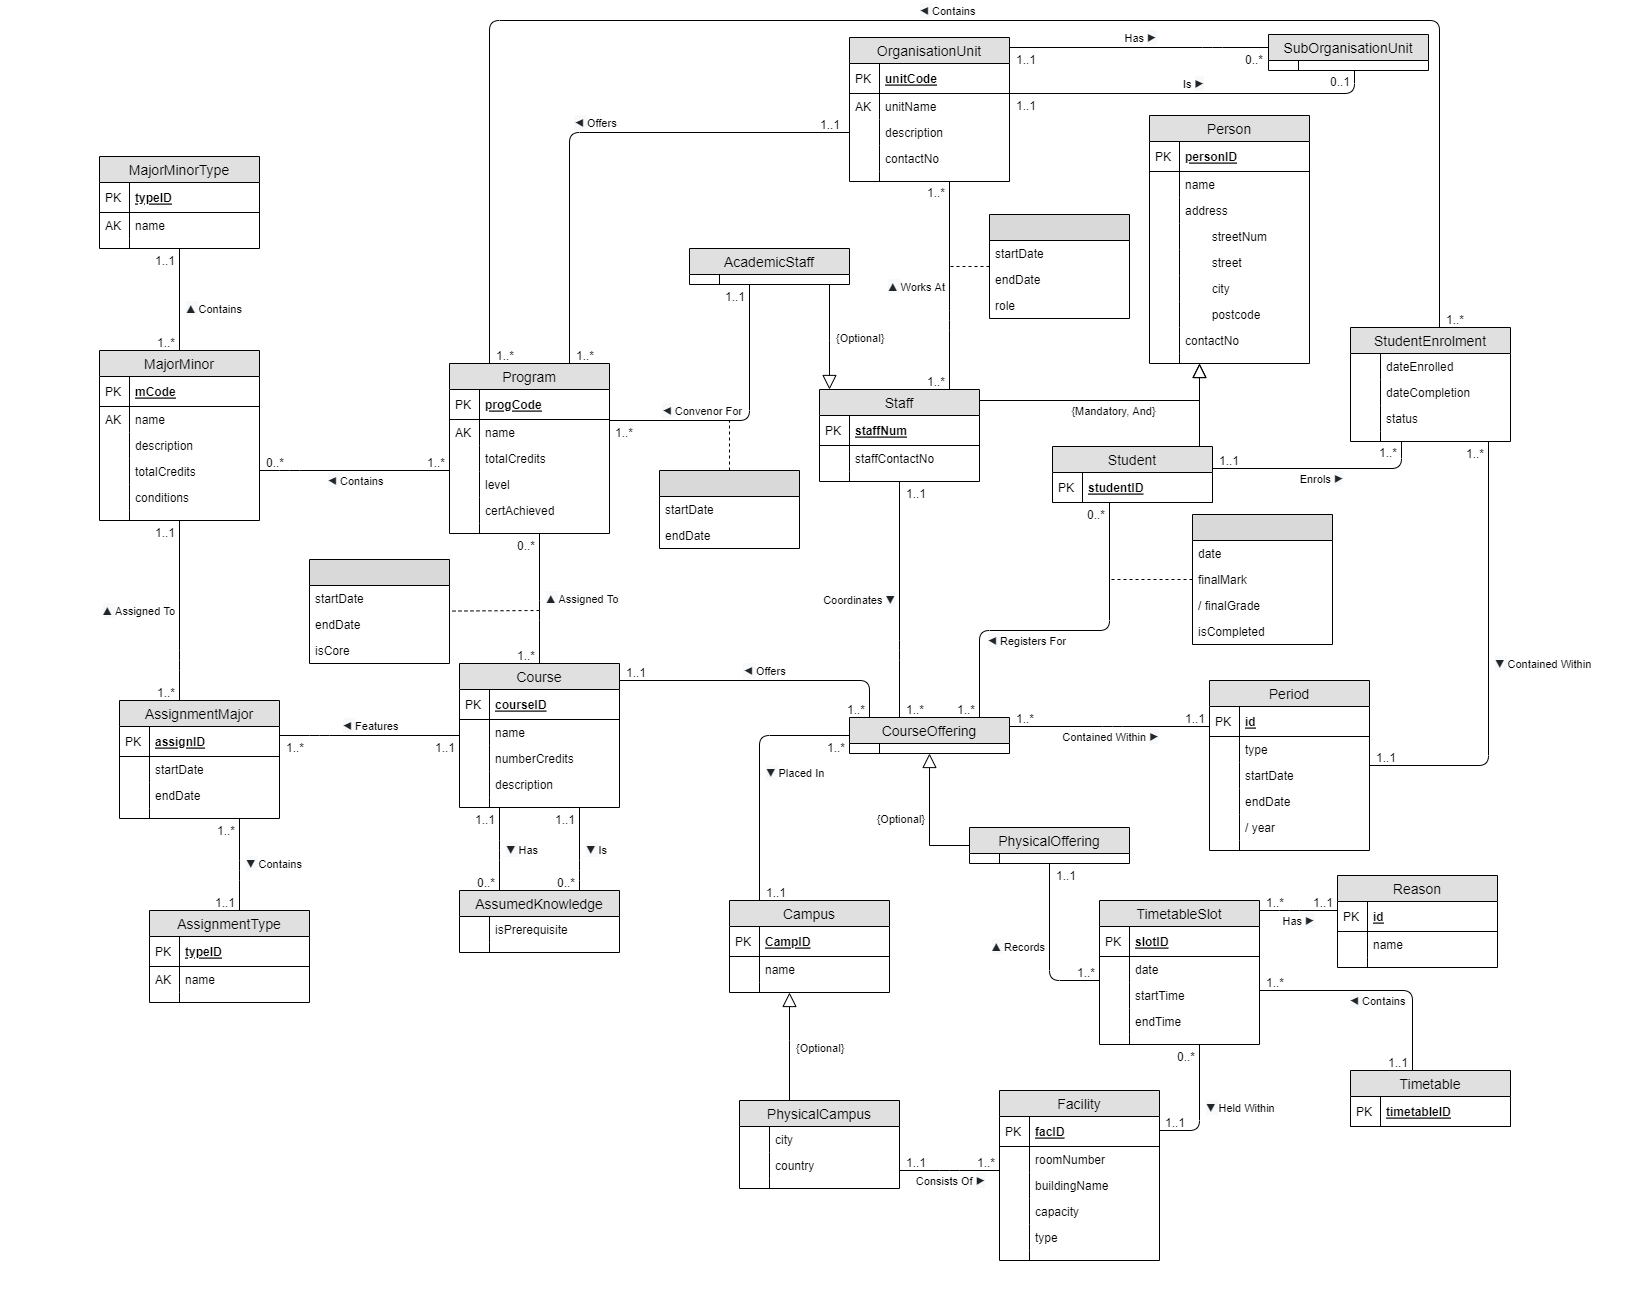 ◄ Contains
OrganisationUnit
PK unitCode
AK unitName
description
contactNo
Has ►
1..1
0..*
SubOrganisationUnit
Is ►
0..1
1..1
◄ Offers
1..1
Person
PK personID
name
address
streetNum
street
city
postcode
contactNo
MajorMinorType
PK typeID
AK name
1..1
▲ Contains
1..*
1..*
startDate
endDate
role
▲ Works At
1..*
AcademicStaff
1..1
{Optional}
1..*
StudentEnrolment
dateEnrolled
dateCompletion
status
1..*
1..*
MajorMinor
PK mCode
AK name
description
totalCredits
conditions
0..*
1..*
◄ Contains
1..1
1..*
1..*
Program
PK progCode
AK name
totalCredits
level
certAchieved
0..*
◄ Convenor For
1..*
startDate
endDate
Staff
PK staffNum
staffContactNo
1..1
{Mandatory, And}
Student
PK studentID
0..*
1..1
Enrols ►
date
finalMark
/ finalGrade
isCompleted
startDate
endDate
isCore
▲ Assigned To
▲ Assigned To
1..*
Coordinates ▼
◄ Registers For
▼ Contained Within
1..*
AssignmentMajor
PK assignID
startDate
endDate
1..*
◄ Features
1..*
1..1
Course
PK courseID
name
numberCredits
description
1..1
◄ Offers
1..*
1..*
1..*
CourseOffering
1..*
1..*
1..1
Contained Within ►
Period
PK id
type
startDate
endDate
/ year
1..1
▼ Placed In
1..1
1..1
▼ Has
▼ Is
0..*
0..*
AssumedKnowledge
isPrerequisite
▼ Contains
1..1
AssignmentType
PK typeID
AK name
{Optional}
PhysicalOffering
1..1
▲ Records
1..*
1..1
Campus
PK CampID
name
{Optional}
TimetableSlot
PK slotID
date
startTime
endTime
0..*
1..*
1..1
Has ►
Reason
PK id
name
1..*
◄ Contains
1..1
Timetable
PK timetableID
▼ Held Within
1..1
PhysicalCampus
city
country
1..1
1..*
Consists Of ►
Facility
PK facID
roomNumber
buildingName
capacity
type